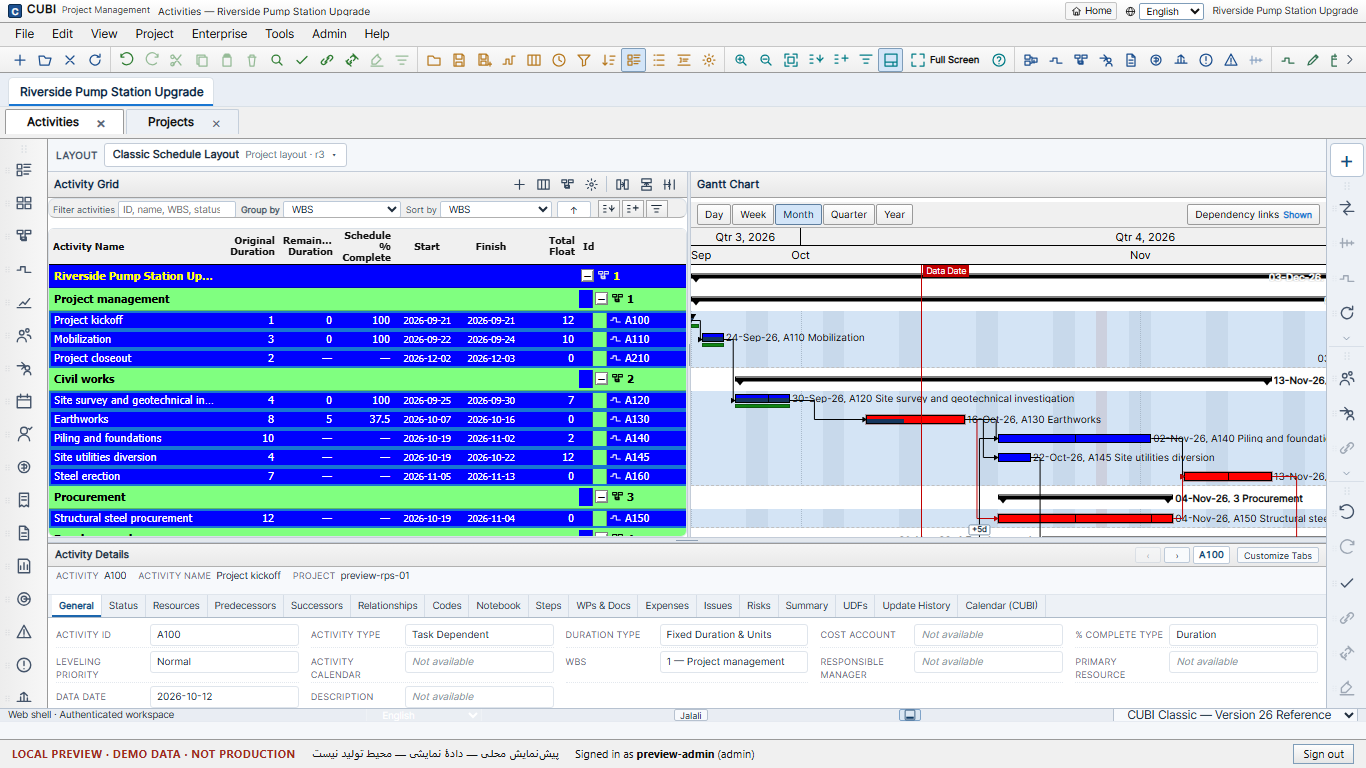 CUBI Project Management Activities — Riverside Pump Station Upgrade
Home English Riverside Pump Station Upgrade
File Edit View Project Enterprise Tools Admin Help
Full Screen
Riverside Pump Station Upgrade
Activities × Projects ×
LAYOUT Classic Schedule Layout Project layout · r3
Activity Grid
Filter activities ID, name, WBS, status Group by WBS Sort by WBS
Activity Name Original Duration Remain... Duration Schedule % Complete Start Finish Total Float Id
Riverside Pump Station Up... 1
Project management 1
Project kickoff 1 0 100 2026-09-21 2026-09-21 12 A100
Mobilization 3 0 100 2026-09-22 2026-09-24 10 A110
Project closeout 2 — — 2026-12-02 2026-12-03 0 A210
Civil works 2
Site survey and geotechnical in... 4 0 100 2026-09-25 2026-09-30 7 A120
Earthworks 8 5 37.5 2026-10-07 2026-10-16 0 A130
Piling and foundations 10 — — 2026-10-19 2026-11-02 2 A140
Site utilities diversion 4 — — 2026-10-19 2026-10-22 12 A145
Steel erection 7 — — 2026-11-05 2026-11-13 0 A160
Procurement 3
Structural steel procurement 12 — — 2026-10-19 2026-11-04 0 A150
Gantt Chart
Day Week Month Quarter Year Dependency links Shown
Qtr 3, 2026 Qtr 4, 2026
Sep Oct Nov
Data Date 03-Dec-26
24-Sep-26, A110 Mobilization
03
13-Nov-26,
30-Sep-26, A120 Site survey and geotechnical investigation
16-Oct-26, A130 Earthworks
02-Nov-26, A140 Piling and foundati
22-Oct-26, A145 Site utilities diversion
13-Nov-26,
04-Nov-26, 3 Procurement
04-Nov-26, A150 Structural stee
+5d
Activity Details A100 Customize Tabs
ACTIVITY A100 ACTIVITY NAME Project kickoff PROJECT preview-rps-01
General Status Resources Predecessors Successors Relationships Codes Notebook Steps WPs & Docs Expenses Issues Risks Summary UDFs Update History Calendar (CUBI)
ACTIVITY ID A100 ACTIVITY TYPE Task Dependent DURATION TYPE Fixed Duration & Units COST ACCOUNT Not available % COMPLETE TYPE Duration
LEVELING PRIORITY Normal ACTIVITY CALENDAR Not available WBS 1 — Project management RESPONSIBLE MANAGER Not available PRIMARY RESOURCE Not available
DATA DATE 2026-10-12 DESCRIPTION Not available
Web shell · Authenticated workspace English Jalali CUBI Classic — Version 26 Reference
LOCAL PREVIEW · DEMO DATA · NOT PRODUCTION پیش‌نمایش محلی — دادهٔ نمایشی — محیط تولید نیست Signed in as preview-admin (admin) Sign out